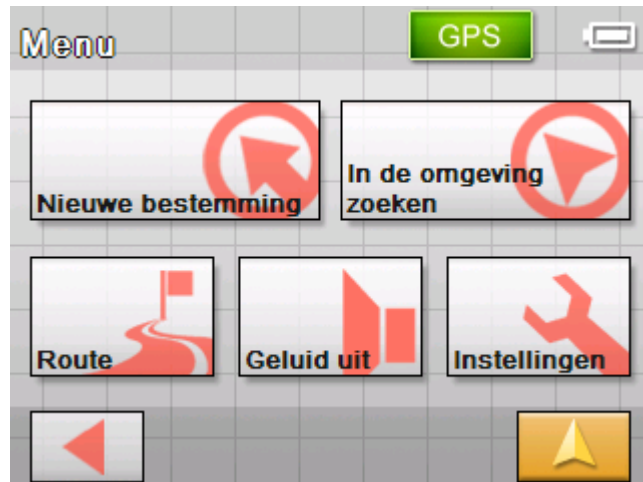 Menu
GPS
Nieuwe bestemming
In de omgeving
zoeken
Route
Geluid uit
Instellingen